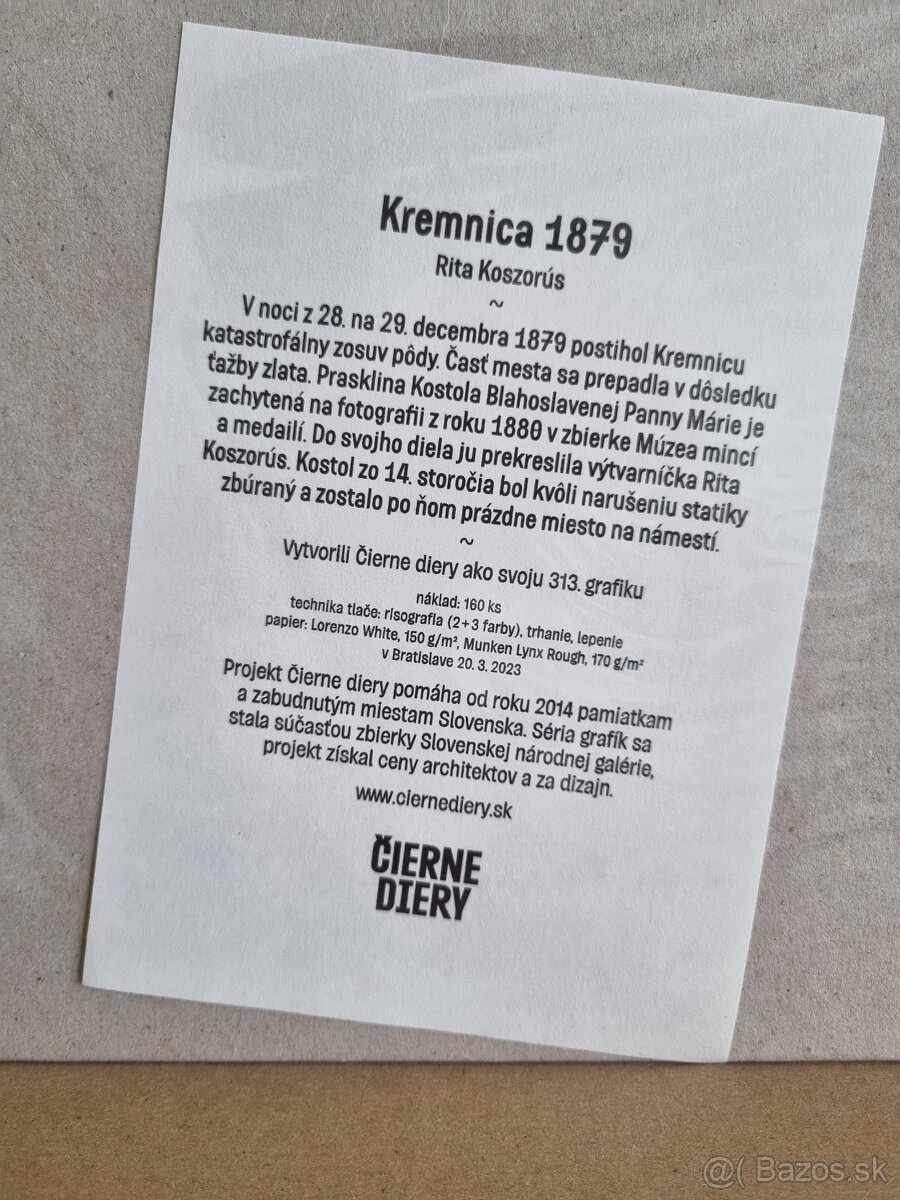 Kremnica 1879
Rita Koszorús
~
V noci z 28. na 29. decembra 1879 postihol Kremnicu
katastrofálny zosuv pôdy. Časť mesta sa prepadla v dôsledku
ťažby zlata. Prasklina Kostola Blahoslavenej Panny Márie je
zachytená na fotografii z roku 1880 v zbierke Múzea mincí
a medailí. Do svojho diela ju prekreslila výtvarníčka Rita
Koszorús. Kostol zo 14. storočia bol kvôli narušeniu statiky
zbúraný a zostalo po ňom prázdne miesto na námestí.
~
Vytvorili Čierne diery ako svoju 313. grafiku
náklad: 160 ks
technika tlače: risografia (2+3 farby), trhanie, lepenie
papier: Lorenzo White, 150 g/m², Munken Lynx Rough, 170 g/m²
v Bratislave 20. 3. 2023
Projekt Čierne diery pomáha od roku 2014 pamiatkam
a zabudnutým miestam Slovenska. Séria grafík sa
stala súčasťou zbierky Slovenskej národnej galérie,
projekt získal ceny architektov a za dizajn.
www.ciernediery.sk
ČIERNE
DIERY
@( Bazos.sk